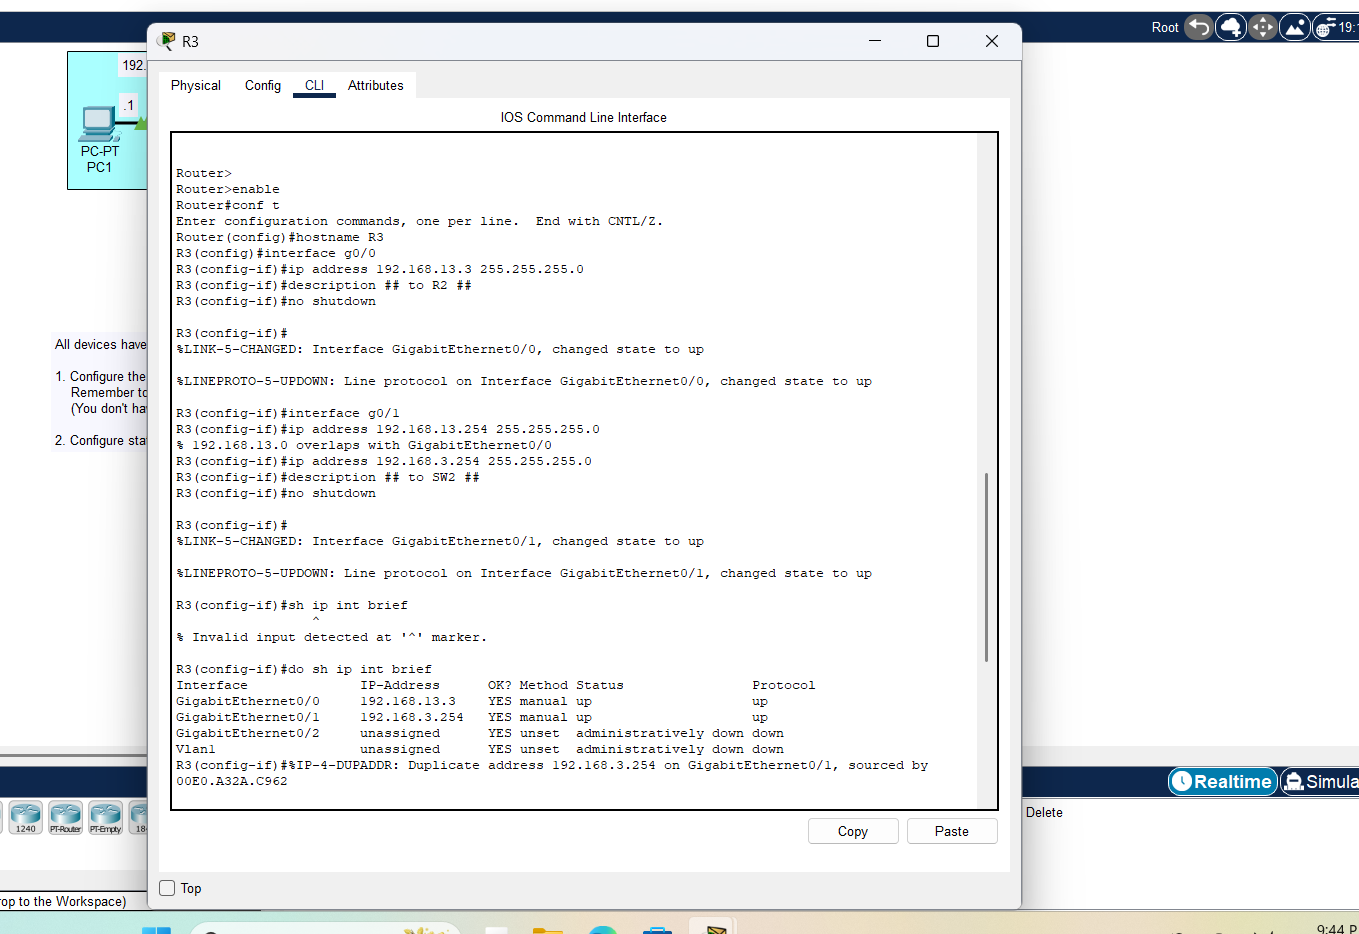 Root
19:
R3
Physical
Config
CLI
Attributes
IOS Command Line Interface
192.
.1
PC-PT
PC1
All devices have
1. Configure the
Remember to
(You don't ha
2. Configure sta
Router>
Router>enable
Router#conf t
Enter configuration commands, one per line.  End with CNTL/Z.
Router(config)#hostname R3
R3(config)#interface g0/0
R3(config-if)#ip address 192.168.13.3 255.255.255.0
R3(config-if)#description ## to R2 ##
R3(config-if)#no shutdown
R3(config-if)#
%LINK-5-CHANGED: Interface GigabitEthernet0/0, changed state to up
%LINEPROTO-5-UPDOWN: Line protocol on Interface GigabitEthernet0/0, changed state to up
R3(config-if)#interface g0/1
R3(config-if)#ip address 192.168.13.254 255.255.255.0
% 192.168.13.0 overlaps with GigabitEthernet0/0
R3(config-if)#ip address 192.168.3.254 255.255.255.0
R3(config-if)#description ## to SW2 ##
R3(config-if)#no shutdown
R3(config-if)#
%LINK-5-CHANGED: Interface GigabitEthernet0/1, changed state to up
%LINEPROTO-5-UPDOWN: Line protocol on Interface GigabitEthernet0/1, changed state to up
R3(config-if)#sh ip int brief
^
% Invalid input detected at '^' marker.
R3(config-if)#do sh ip int brief
Interface IP-Address OK? Method Status Protocol
GigabitEthernet0/0 192.168.13.3 YES manual up up
GigabitEthernet0/1 192.168.3.254 YES manual up up
GigabitEthernet0/2 unassigned YES unset administratively down down
Vlan1 unassigned YES unset administratively down down
R3(config-if)#%IP-4-DUPADDR: Duplicate address 192.168.3.254 on GigabitEthernet0/1, sourced by
00E0.A32A.C962
Copy
Paste
Top
Realtime
Simula
Delete
1240
PT-Router
PT-Empty
18
rop to the Workspace)
9:44 P